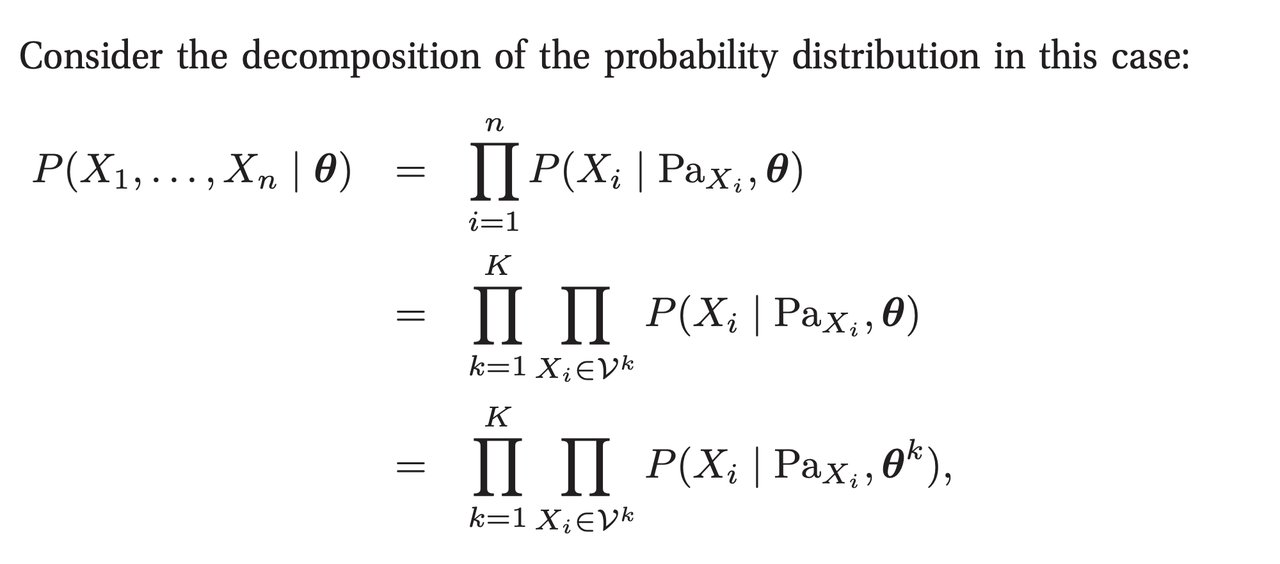 Consider the decomposition of the probability distribution in this case:
$P(X_1, \ldots, X_n \mid \boldsymbol{\theta}) = \prod_{i=1}^{n} P(X_i \mid \mathrm{Pa}_{X_i}, \boldsymbol{\theta})$
$= \prod_{k=1}^{K} \prod_{X_i \in \mathcal{V}^k} P(X_i \mid \mathrm{Pa}_{X_i}, \boldsymbol{\theta})$
$= \prod_{k=1}^{K} \prod_{X_i \in \mathcal{V}^k} P(X_i \mid \mathrm{Pa}_{X_i}, \boldsymbol{\theta}^k),$